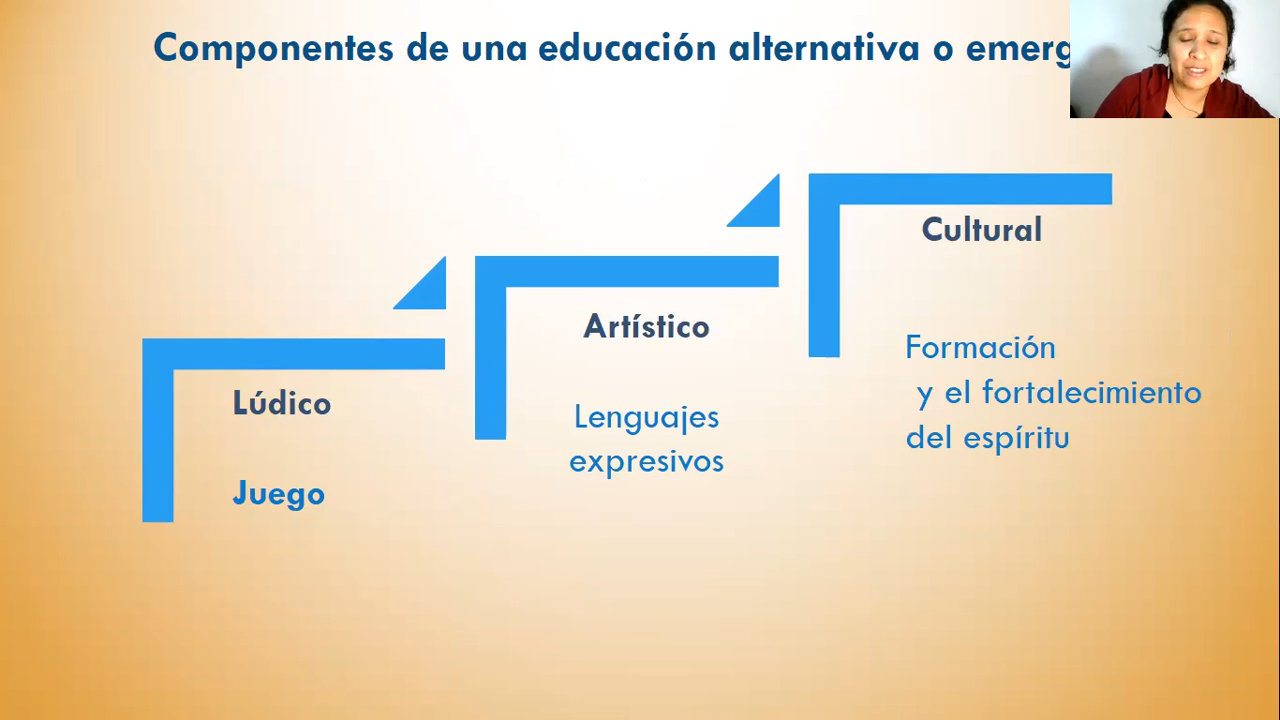 Componentes de una educación alternativa o emerg
Lúdico
Juego
Artístico
Lenguajes
expresivos
Cultural
Formación
y el fortalecimiento
del espíritu